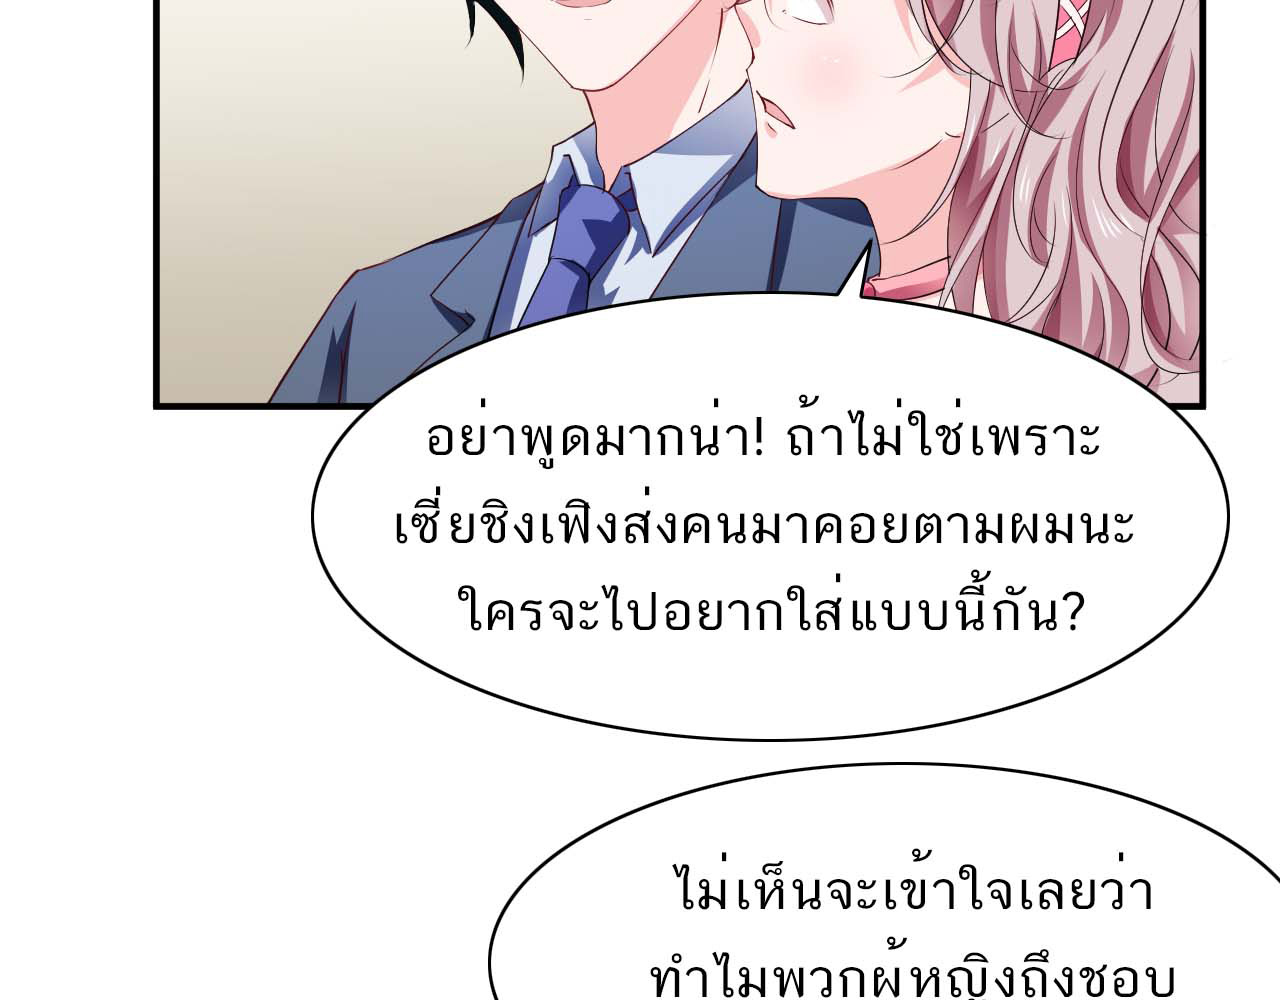 อย่าพูดมากน่า! ถ้าไม่ใช่เพราะ
เซี่ยชิงเฟิงส่งคนมาคอยตามผมนะ
ใครจะไปอยากใส่แบบนี้กัน?
ไม่เห็นจะเข้าใจเลยว่า
ทำไมพวกผู้หญิงถึงชอบ